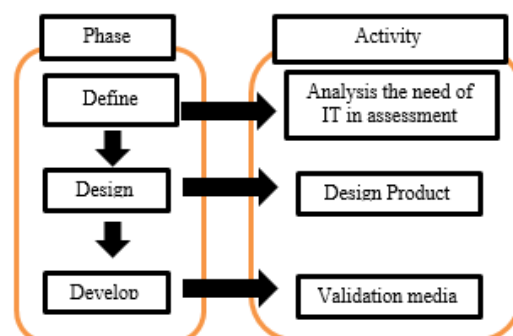 Phase
Activity
Define
Analysis the need of
IT in assessment
Design
Design Product
Develop
Validation media